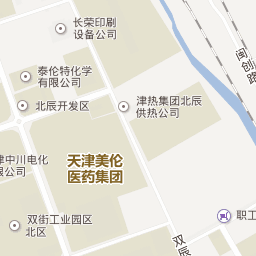 长荣印刷
设备公司
闽创路
泰伦特化学
有限公司
北辰开发区
津热集团北辰
供热公司
津中川电化
天津美伦
医药集团
双街工业园区
北区
职工
双辰